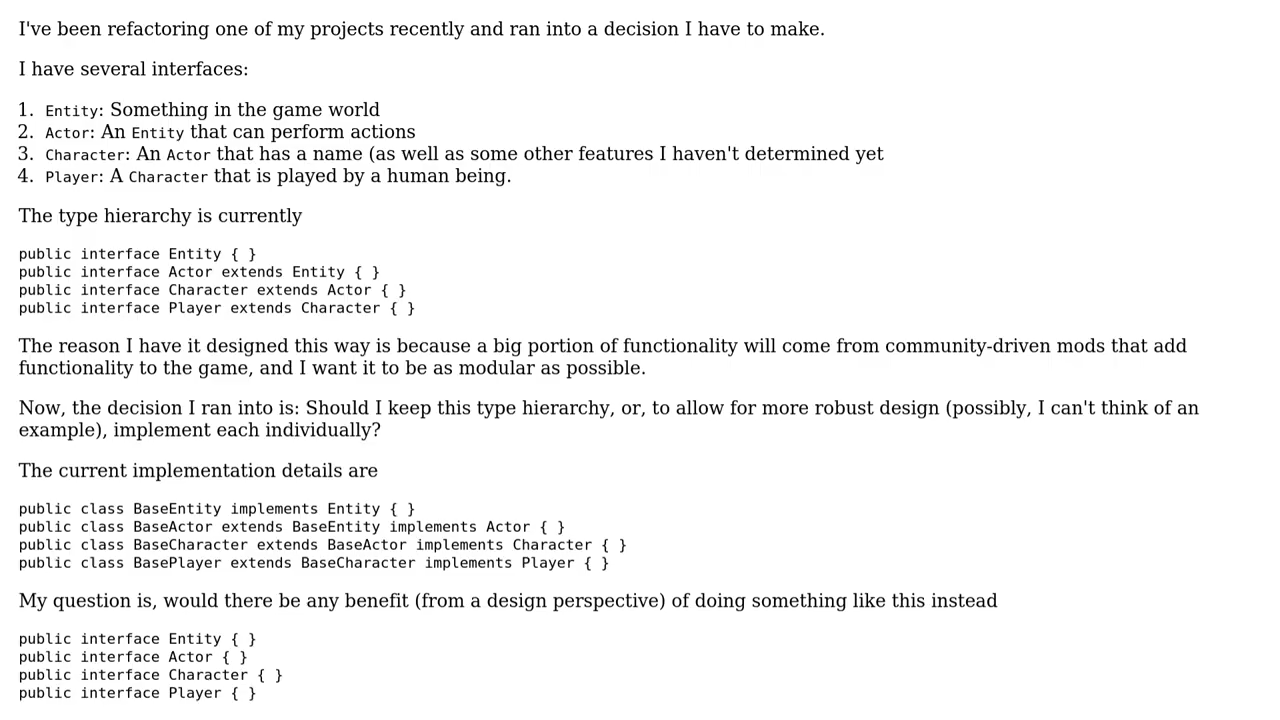 I've been refactoring one of my projects recently and ran into a decision I have to make.
I have several interfaces:
1. Entity: Something in the game world
2. Actor: An Entity that can perform actions
3. Character: An Actor that has a name (as well as some other features I haven't determined yet
4. Player: A Character that is played by a human being.
The type hierarchy is currently
public interface Entity { }
public interface Actor extends Entity { }
public interface Character extends Actor { }
public interface Player extends Character { }
The reason I have it designed this way is because a big portion of functionality will come from community-driven mods that add
functionality to the game, and I want it to be as modular as possible.
Now, the decision I ran into is: Should I keep this type hierarchy, or, to allow for more robust design (possibly, I can't think of an
example), implement each individually?
The current implementation details are
public class BaseEntity implements Entity { }
public class BaseActor extends BaseEntity implements Actor { }
public class BaseCharacter extends BaseActor implements Character { }
public class BasePlayer extends BaseCharacter implements Player { }
My question is, would there be any benefit (from a design perspective) of doing something like this instead
public interface Entity { }
public interface Actor { }
public interface Character { }
public interface Player { }